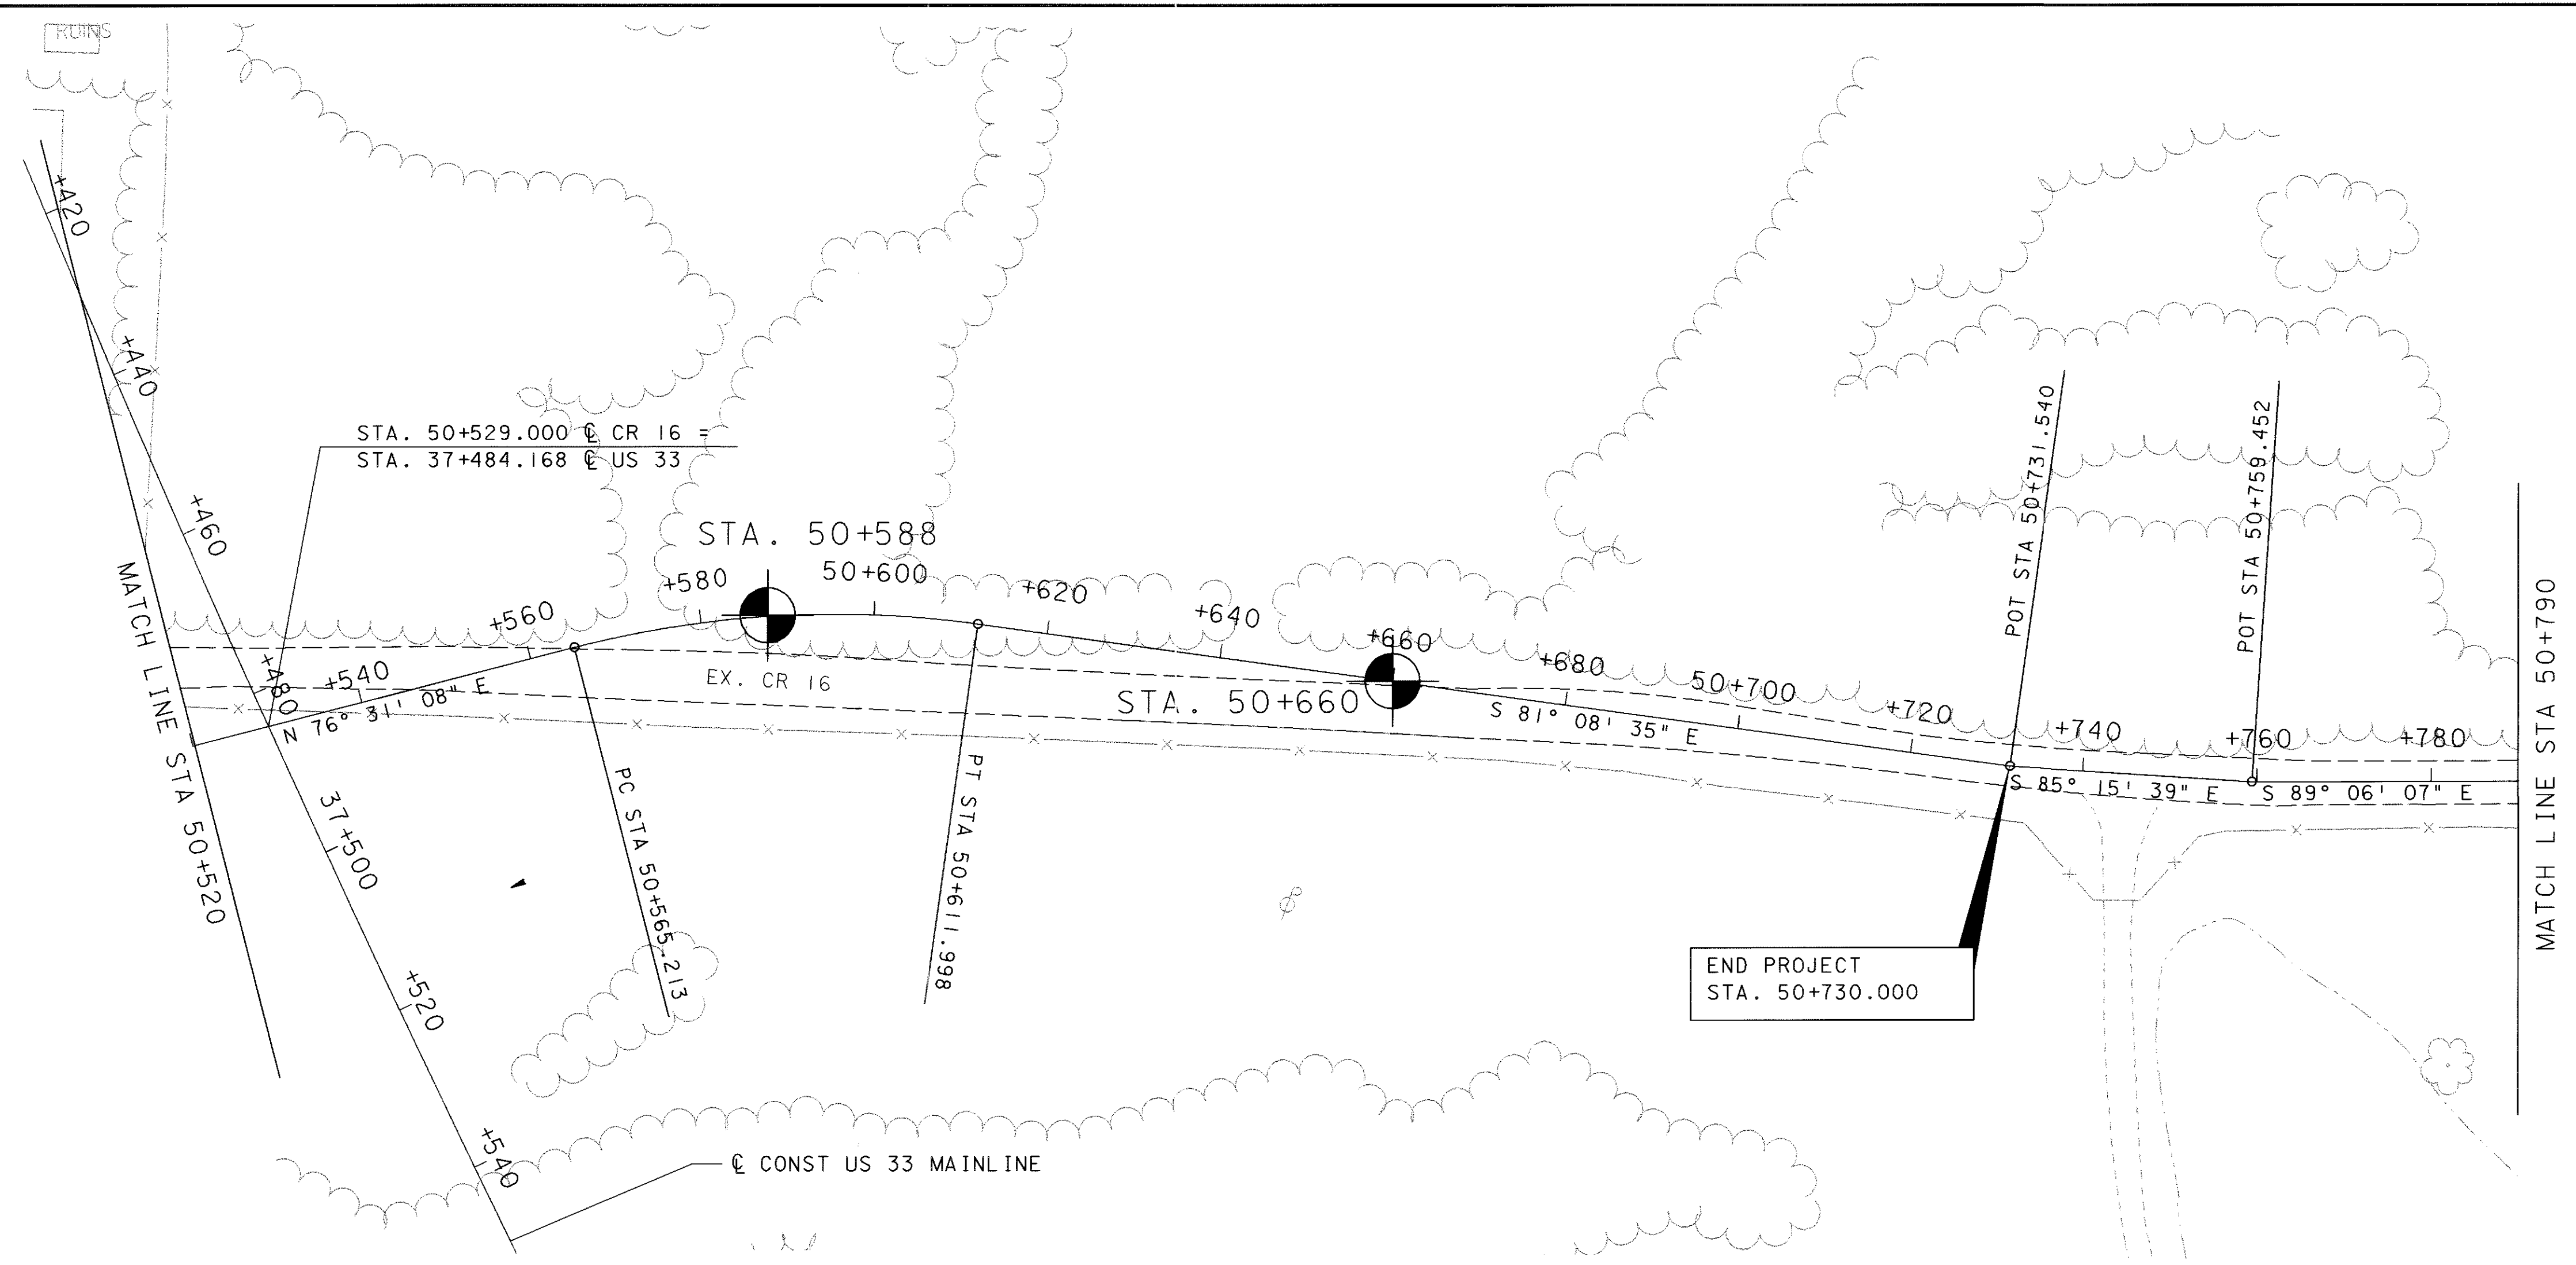 RUINS
+420
+440
STA. 50+529.000 ℄ CR 16 =
STA. 37+484.168 ℄ US 33
+460
MATCH LINE STA 50+520
+480
N 76° 31' 08" E
+540
+560
+580
STA. 50+588
50+600
+620
+640
+660
EX. CR 16
STA. 50+660
+680
50+700
+720
S 81° 08' 35" E
POT STA 50+731.540
+740
S 85° 15' 39" E
POT STA 50+759.452
+760
+780
S 89° 06' 07" E
MATCH LINE STA 50+790
37+500
PC STA 50+565.213
PT STA 50+611.998
END PROJECT
STA. 50+730.000
+520
+540
℄ CONST US 33 MAINLINE